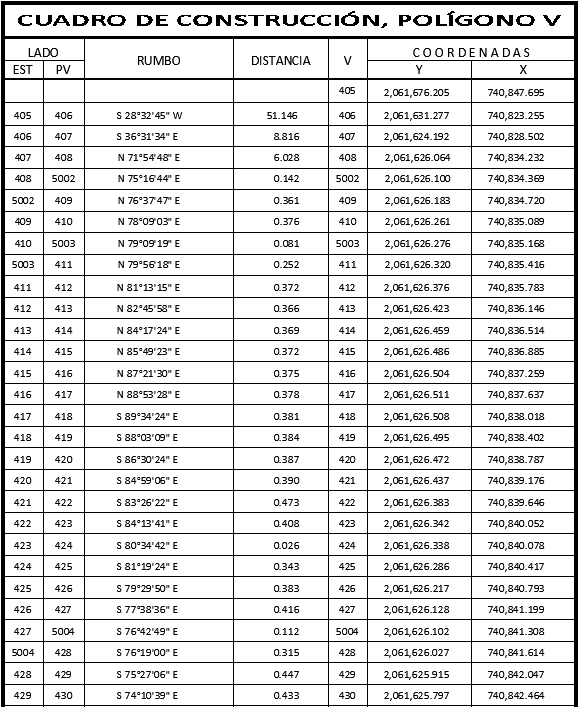 CUADRO DE CONSTRUCCIÓN, POLÍGONO V
LADO RUMBO DISTANCIA V COORDENADAS
EST PV Y X
405 2,061,676.205 740,847.695
405 406 S 28°32'45" W 51.146 406 2,061,631.277 740,823.255
406 407 S 36°31'34" E 8.816 407 2,061,624.192 740,828.502
407 408 N 71°54'48" E 6.028 408 2,061,626.064 740,834.232
408 5002 N 75°16'44" E 0.142 5002 2,061,626.100 740,834.369
5002 409 N 76°37'47" E 0.361 409 2,061,626.183 740,834.720
409 410 N 78°09'03" E 0.376 410 2,061,626.261 740,835.089
410 5003 N 79°09'19" E 0.081 5003 2,061,626.276 740,835.168
5003 411 N 79°56'18" E 0.252 411 2,061,626.320 740,835.416
411 412 N 81°13'15" E 0.372 412 2,061,626.376 740,835.783
412 413 N 82°45'58" E 0.366 413 2,061,626.423 740,836.146
413 414 N 84°17'24" E 0.369 414 2,061,626.459 740,836.514
414 415 N 85°49'23" E 0.372 415 2,061,626.486 740,836.885
415 416 N 87°21'30" E 0.375 416 2,061,626.504 740,837.259
416 417 N 88°53'28" E 0.378 417 2,061,626.511 740,837.637
417 418 S 89°34'24" E 0.381 418 2,061,626.508 740,838.018
418 419 S 88°03'09" E 0.384 419 2,061,626.495 740,838.402
419 420 S 86°30'24" E 0.387 420 2,061,626.472 740,838.787
420 421 S 84°59'06" E 0.390 421 2,061,626.437 740,839.176
421 422 S 83°26'22" E 0.473 422 2,061,626.383 740,839.646
422 423 S 84°13'41" E 0.408 423 2,061,626.342 740,840.052
423 424 S 80°34'42" E 0.026 424 2,061,626.338 740,840.078
424 425 S 81°19'24" E 0.343 425 2,061,626.286 740,840.417
425 426 S 79°29'50" E 0.383 426 2,061,626.217 740,840.793
426 427 S 77°38'36" E 0.416 427 2,061,626.128 740,841.199
427 5004 S 76°42'49" E 0.112 5004 2,061,626.102 740,841.308
5004 428 S 76°19'00" E 0.315 428 2,061,626.027 740,841.614
428 429 S 75°27'06" E 0.447 429 2,061,625.915 740,842.047
429 430 S 74°10'39" E 0.433 430 2,061,625.797 740,842.464